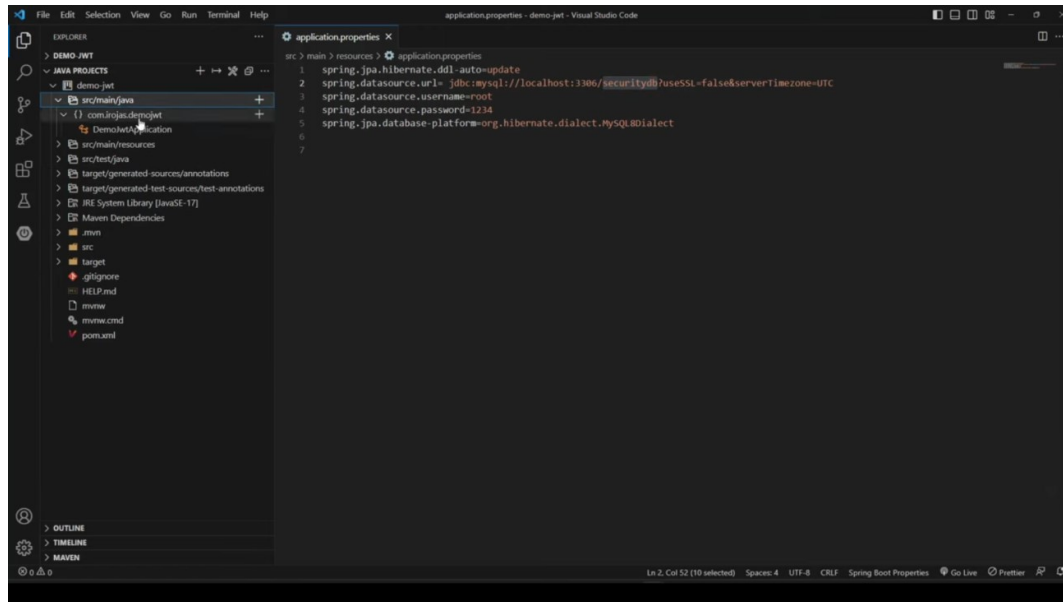 File Edit Selection View Go Run Terminal Help
application.properties - demo-jwt - Visual Studio Code
EXPLORER
DEMO-JWT
JAVA PROJECTS
demo-jwt
src/main/java
com.irojas.demojwt
DemoJwtApplication
src/main/resources
src/test/java
target/generated-sources/annotations
target/generated-test-sources/test-annotations
JRE System Library [JavaSE-17]
Maven Dependencies
.mvn
src
target
.gitignore
HELP.md
mvnw
mvnw.cmd
pom.xml
OUTLINE
TIMELINE
MAVEN
application.properties
src > main > resources > application.properties
1 spring.jpa.hibernate.ddl-auto=update
2 spring.datasource.url= jdbc:mysql://localhost:3306/securitydb?useSSL=false&serverTimezone=UTC
3 spring.datasource.username=root
4 spring.datasource.password=1234
5 spring.jpa.database-platform=org.hibernate.dialect.MySQL8Dialect
6
7
0 0
Ln 2, Col 52 (10 selected) Spaces: 4 UTF-8 CRLF Spring Boot Properties Go Live Prettier